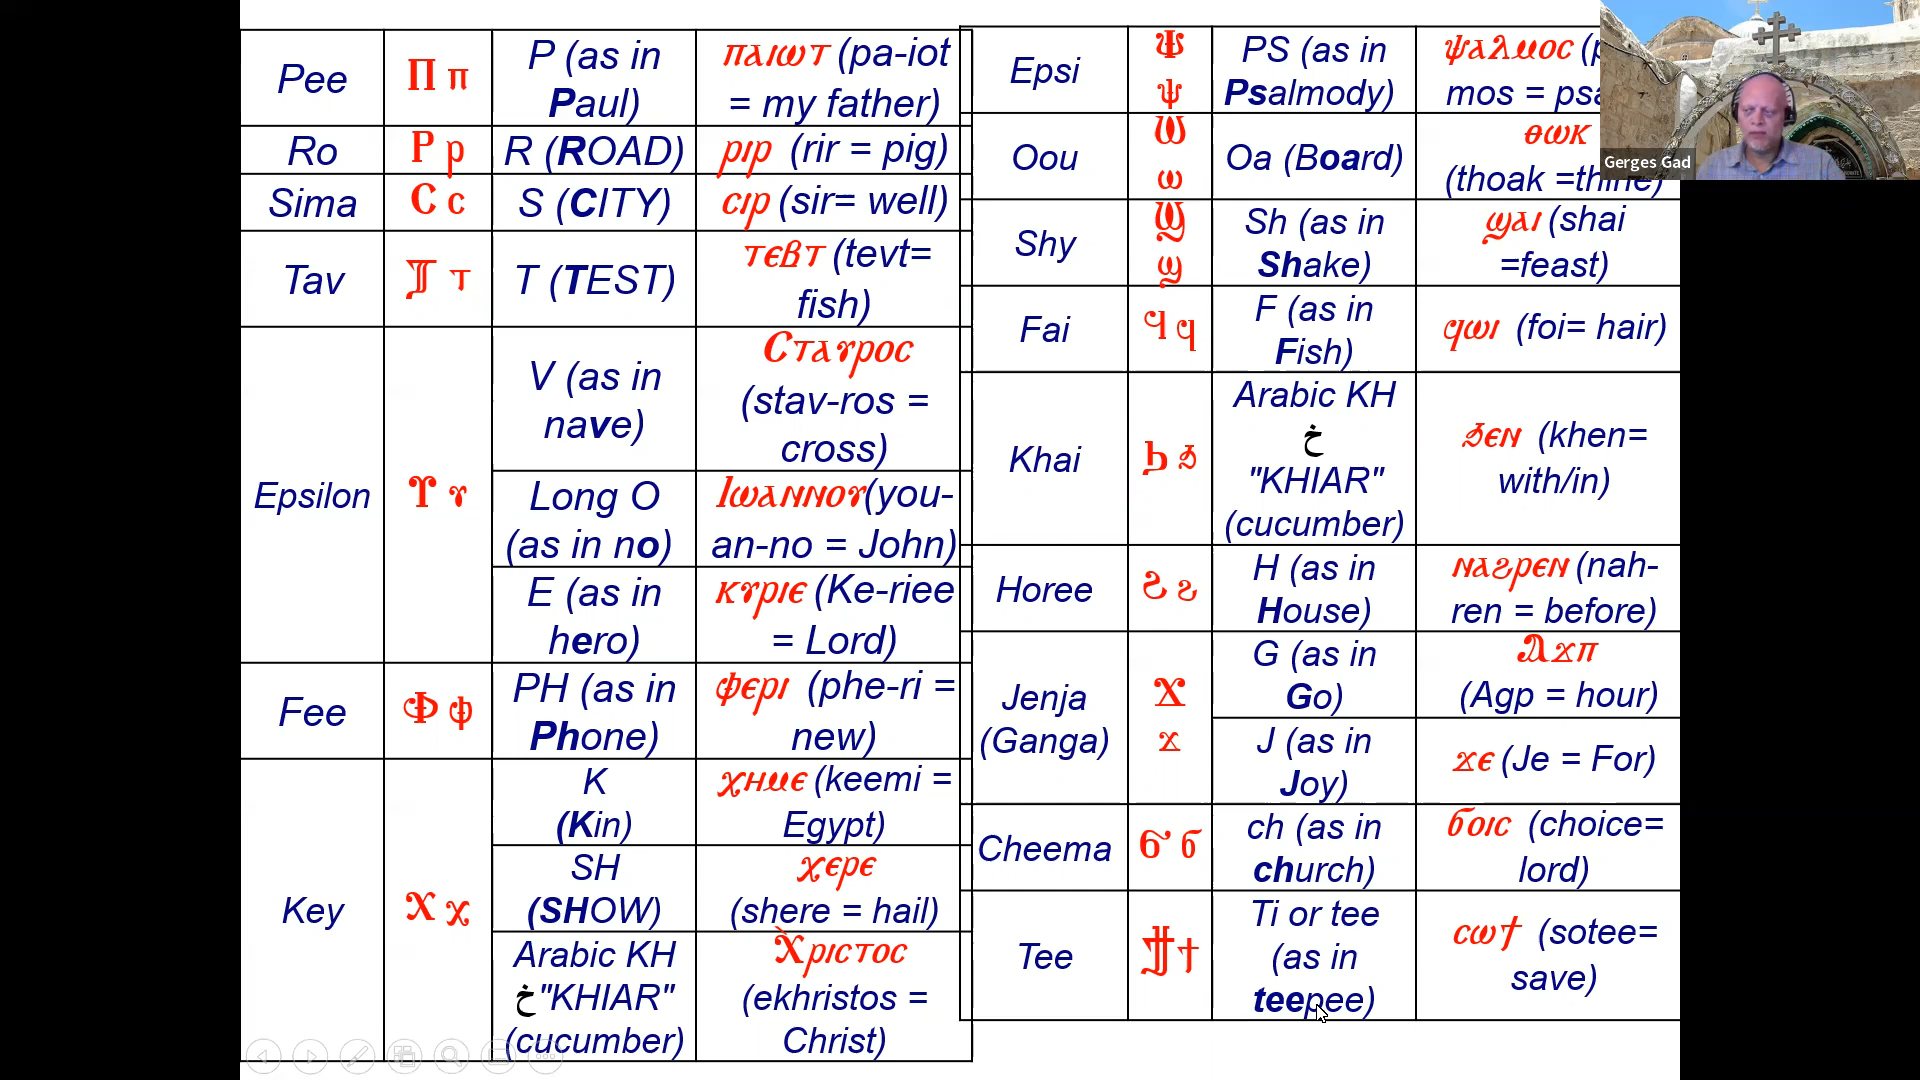 Pee
Ⲡ ⲡ
P (as in
Paul)
ⲡⲁⲓⲱⲧ (pa-iot
= my father)
Ro
Ⲣ ⲣ
R (ROAD)
ⲣⲓⲣ (rir = pig)
Sima
Ⲥ ⲥ
S (CITY)
ⲥⲓⲣ (sir= well)
Tav
Ⲧ ⲧ
T (TEST)
ⲧⲉⲃⲧ (tevt=
fish)
Epsilon
Ⲩ ⲩ
V (as in
nave)
Ⲥⲧⲁⲩⲣⲟⲥ
(stav-ros =
cross)
Long O
(as in no)
Ⲓⲱⲁⲛⲛⲟⲩ(you-
an-no = John)
E (as in
hero)
ⲕⲩⲣⲓⲉ (Ke-riee
= Lord)
Fee
Ⲫ ⲫ
PH (as in
Phone)
ⲫⲉⲣⲓ (phe-ri =
new)
Key
Ⲭ ⲭ
K
(Kin)
ⲭⲏⲙⲉ (keemi =
Egypt)
SH
(SHOW)
ⲭⲉⲣⲉ
(shere = hail)
Arabic KH
خ"KHIAR"
(cucumber)
Ⲭ̀ⲣⲓⲥⲧⲟⲥ
(ekhristos =
Christ)
Epsi
Ⲯ
ⲯ
PS (as in
Psalmody)
ⲯⲁⲗⲙⲟⲥ
mos =
Oou
Ⲱ
ⲱ
Oa (Board)
ⲑⲱⲕ
(thoak =thine)
Shy
Ϣ
ϣ
Sh (as in
Shake)
ϣⲁⲓ (shai
=feast)
Fai
Ϥ ϥ
F (as in
Fish)
ϥⲱⲓ (foi= hair)
Khai
Ϧ ϧ
Arabic KH
خ
"KHIAR"
(cucumber)
ϧⲉⲛ (khen=
with/in)
Horee
Ϩ ϩ
H (as in
House)
ⲛⲁϩⲣⲉⲛ (nah-
ren = before)
Jenja
(Ganga)
Ϫ
ϫ
G (as in
Go)
Ⲁϫⲡ
(Agp = hour)
J (as in
Joy)
ϫⲉ (Je = For)
Cheema
Ϭ ϭ
ch (as in
church)
ϭⲟⲓⲥ (choice=
lord)
Tee
Ϯ ϯ
Ti or tee
(as in
teepee)
ⲥⲱϯ (sotee=
save)
Gerges Gad